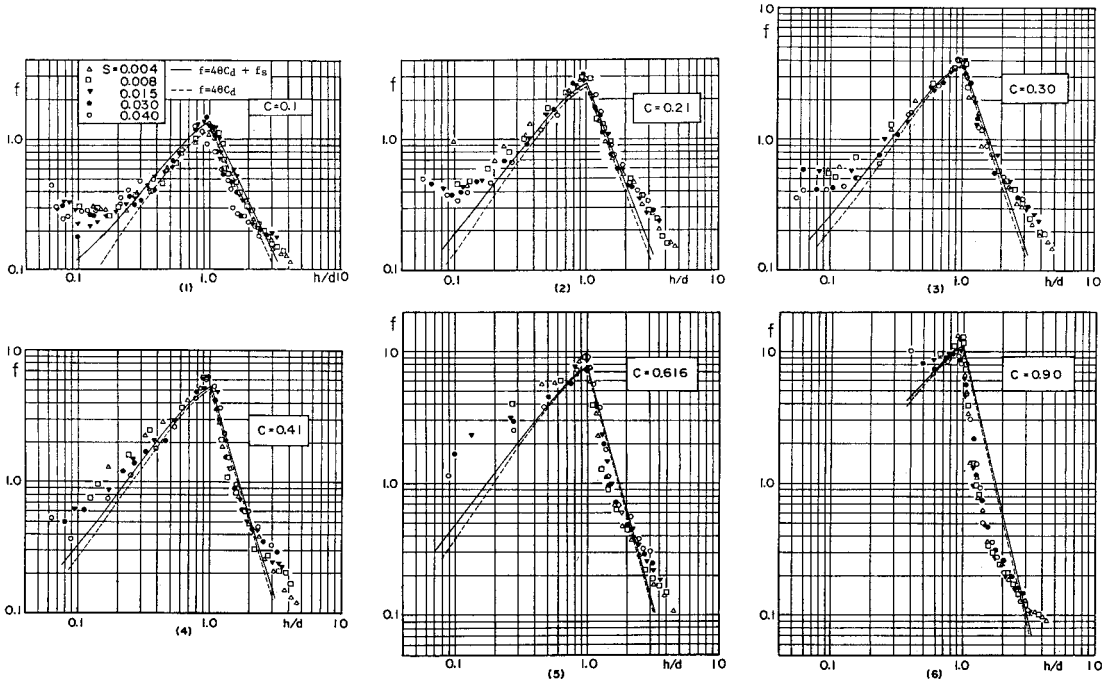 f
S=0.004
0.008
0.015
0.030
0.040
f=4θCd + fs
f=4θCd
C=0.1
1.0
0.1
0.1
1.0
h/d 10
(1)
f
C=0.21
1.0
0.1
0.1
1.0
h/d
10
(2)
10
f
C=0.30
1.0
0.1
0.1
1.0
h/d
10
(3)
10
f
C=0.41
1.0
0.1
0.1
1.0
h/d
10
(4)
f
10
C=0.616
1.0
0.1
0.1
1.0
h/d
10
(5)
f
10
C=0.90
1.0
0.1
0.1
1.0
h/d
10
(6)